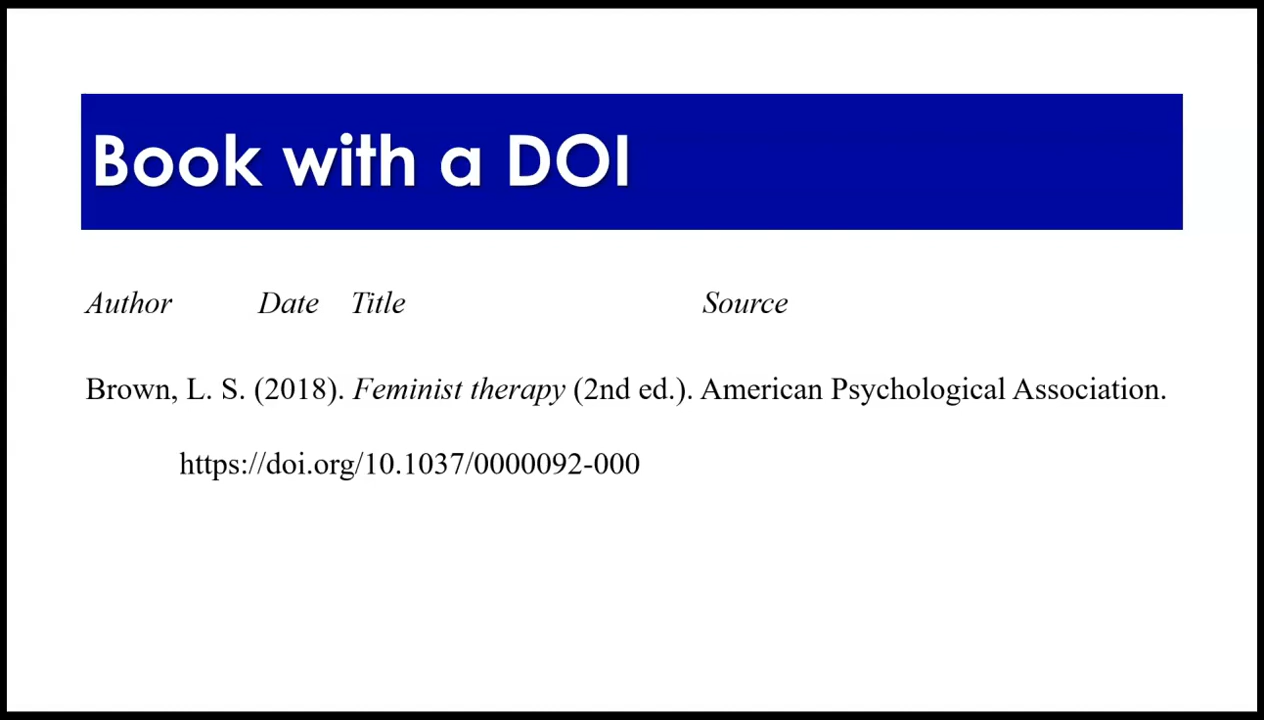 Book with a DOI
Author Date Title Source
Brown, L. S. (2018). Feminist therapy (2nd ed.). American Psychological Association.
https://doi.org/10.1037/0000092-000